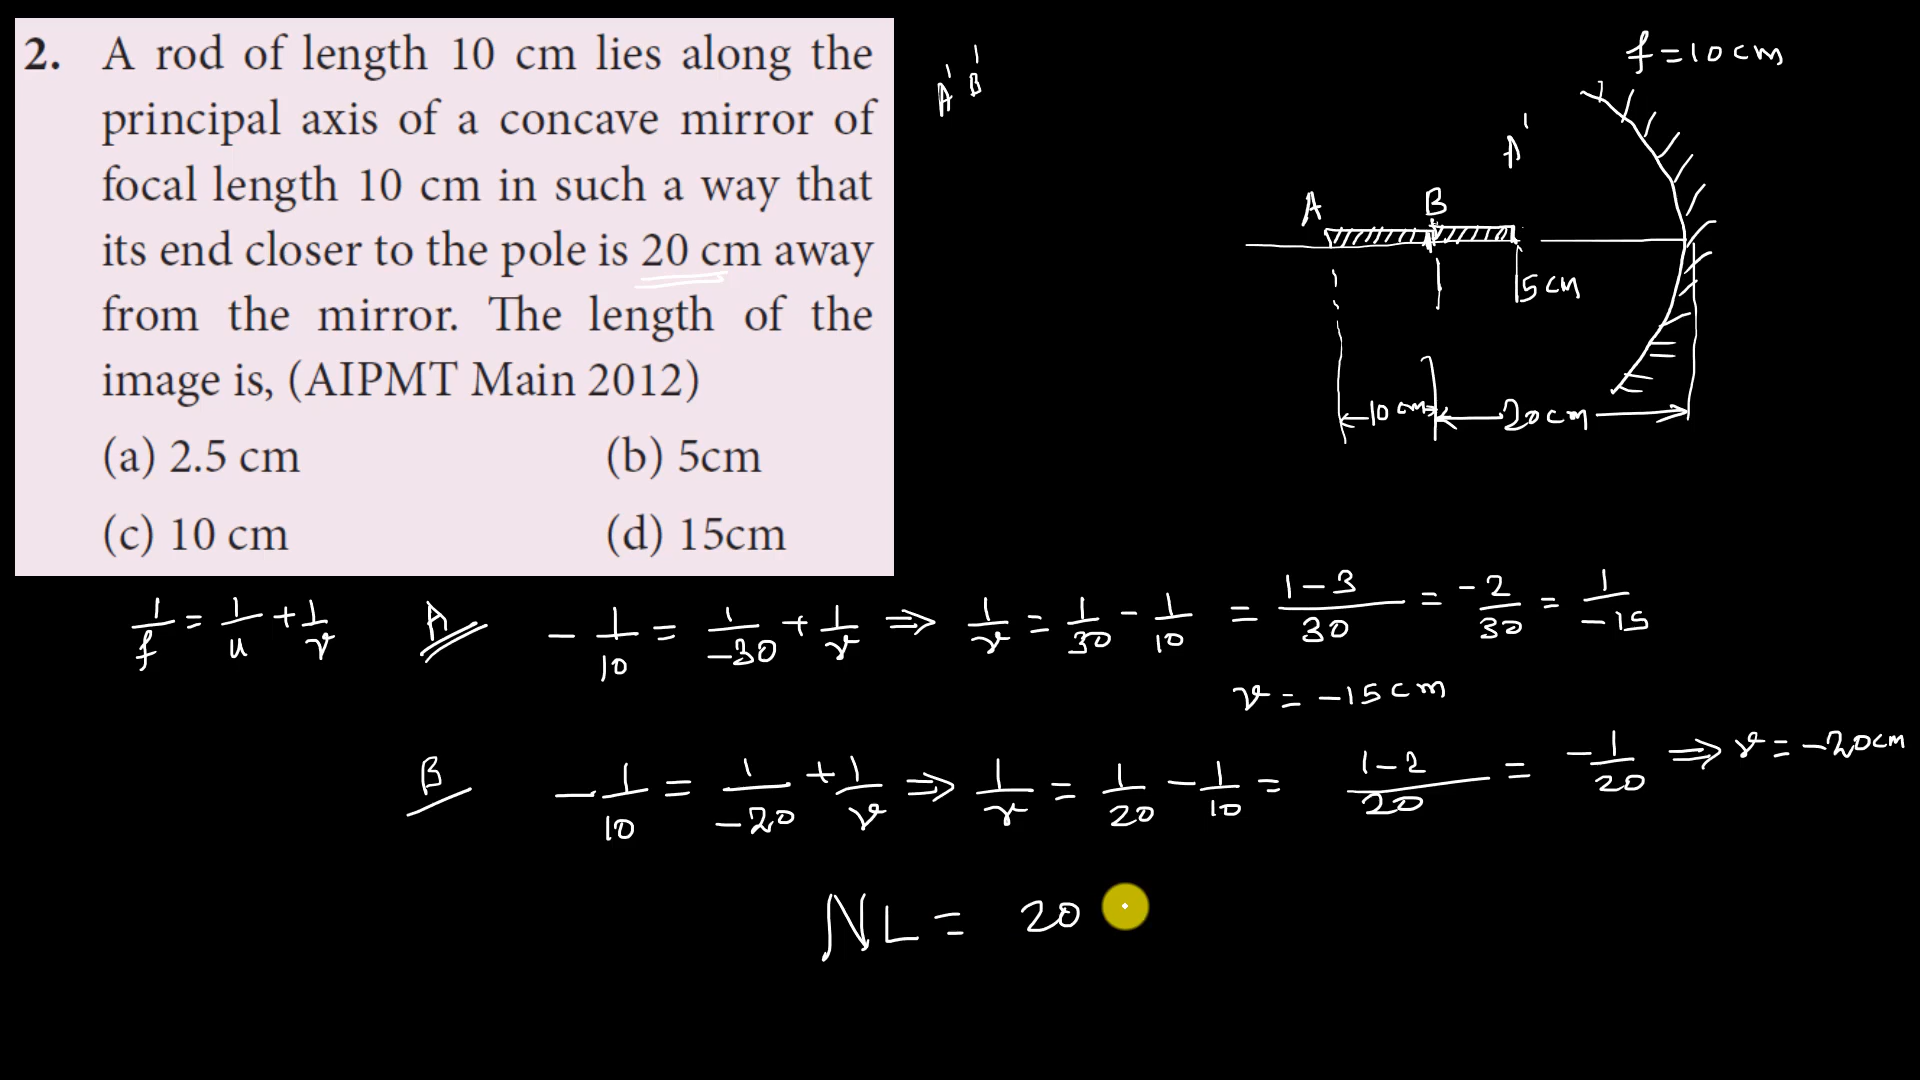 2. A rod of length 10 cm lies along the
principal axis of a concave mirror of
focal length 10 cm in such a way that
its end closer to the pole is 20 cm away
from the mirror. The length of the
image is, (AIPMT Main 2012)
(a) 2.5 cm (b) 5cm
(c) 10 cm (d) 15cm
A' B'
f = 10 cm
A'
A B
5 cm
10 cm 20 cm
1/f = 1/u + 1/v A - 1/10 = 1/-30 + 1/v ⇒ 1/v = 1/30 - 1/10 = 1-3/30 = -2/30 = 1/-15
v = -15 cm
B - 1/10 = 1/-20 + 1/v ⇒ 1/v = 1/20 - 1/10 = 1-2/20 = -1/20 ⇒ v = -20cm
NL = 20